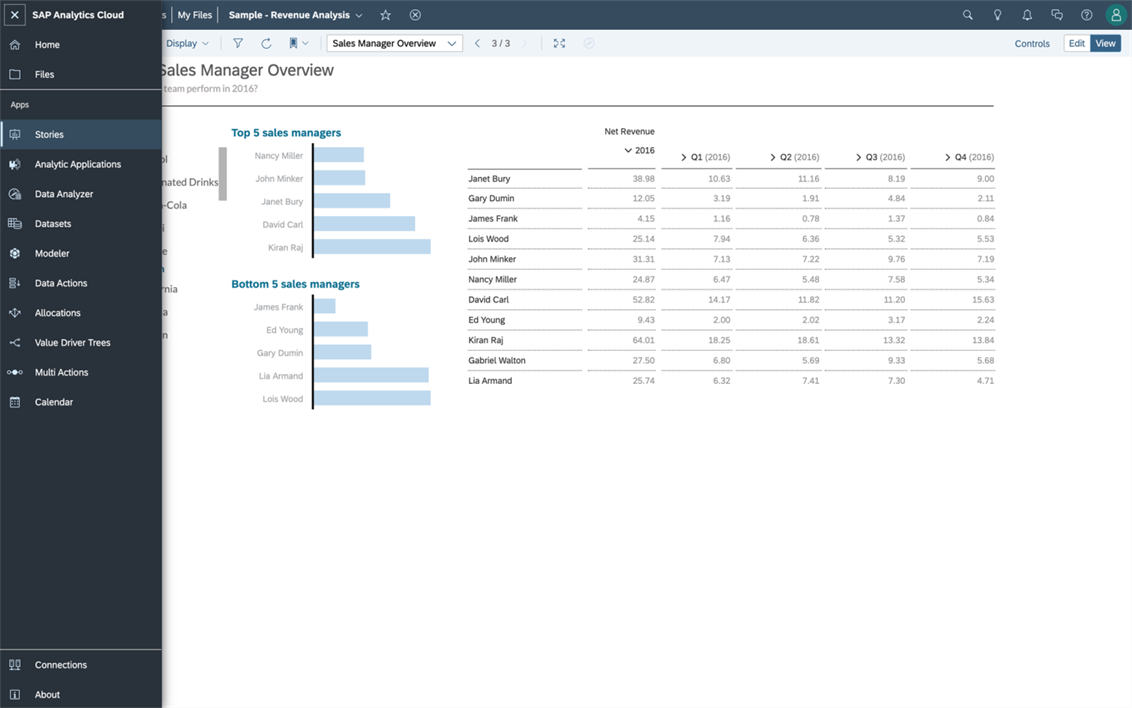 SAP Analytics Cloud
s
My Files
Sample - Revenue Analysis
Home
Files
Apps
Stories
Analytic Applications
Data Analyzer
Datasets
Modeler
Data Actions
Allocations
Value Driver Trees
Multi Actions
Calendar
Connections
About
Display
Sales Manager Overview
3 / 3
Controls
Edit
View
Sales Manager Overview
team perform in 2016?
ol
nated Drinks
-Cola
i
e
n
rnia
a
n
Top 5 sales managers
Nancy Miller
John Minker
Janet Bury
David Carl
Kiran Raj
Bottom 5 sales managers
James Frank
Ed Young
Gary Dumin
Lia Armand
Lois Wood
Net Revenue
2016 Q1 (2016) Q2 (2016) Q3 (2016) Q4 (2016)
Janet Bury 38.98 10.63 11.16 8.19 9.00
Gary Dumin 12.05 3.19 1.91 4.84 2.11
James Frank 4.15 1.16 0.78 1.37 0.84
Lois Wood 25.14 7.94 6.36 5.32 5.53
John Minker 31.31 7.13 7.22 9.76 7.19
Nancy Miller 24.87 6.47 5.48 7.58 5.34
David Carl 52.82 14.17 11.82 11.20 15.63
Ed Young 9.43 2.00 2.02 3.17 2.24
Kiran Raj 64.01 18.25 18.61 13.32 13.84
Gabriel Walton 27.50 6.80 5.69 9.33 5.68
Lia Armand 25.74 6.32 7.41 7.30 4.71